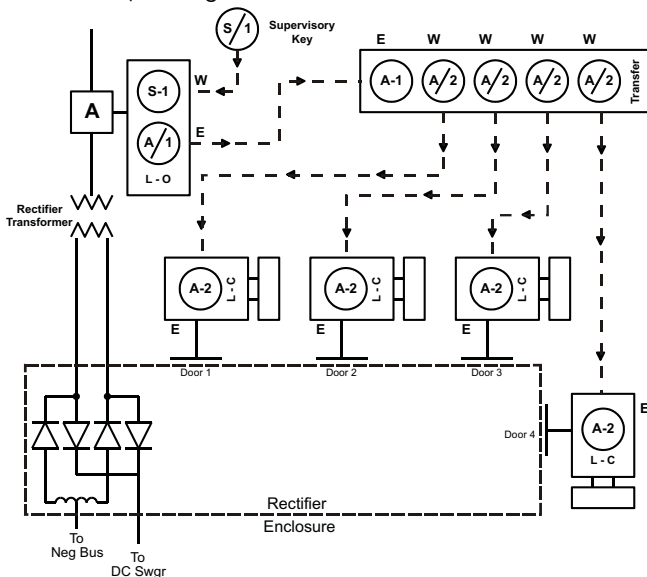 S/1
Supervisory
Key
E W W W W
A-1 A/2 A/2 A/2 A/2
Transfer
S-1
W
A
A/1
E
L - O
Rectifier
Transformer
A-2
L - C
E
Door 1
A-2
L - C
E
Door 2
A-2
L - C
E
Door 3
A-2
L - C
E
Door 4
Rectifier
Enclosure
To
Neg Bus
To
DC Swgr